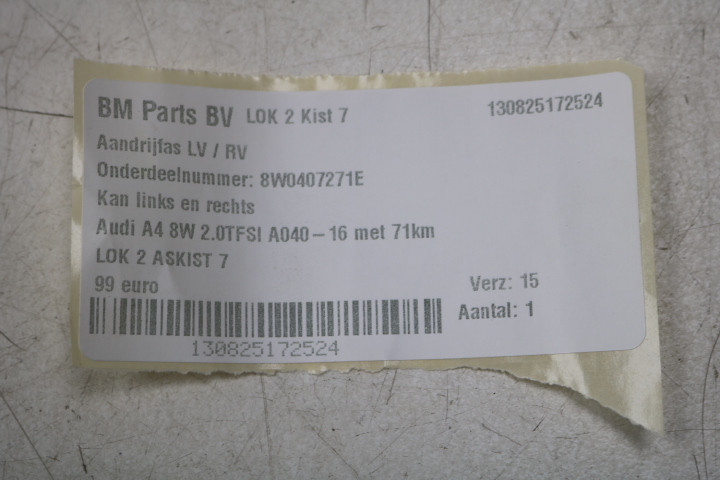 BM Parts BV LOK 2 Kist 7 130825172524
Aandrijfas LV / RV
Onderdeelnummer: 8W0407271E
Kan links en rechts
Audi A4 8W 2.0TFSI A040-16 met 71km
LOK 2 ASKIST 7
99 euro Verz: 15
Aantal: 1
130825172524